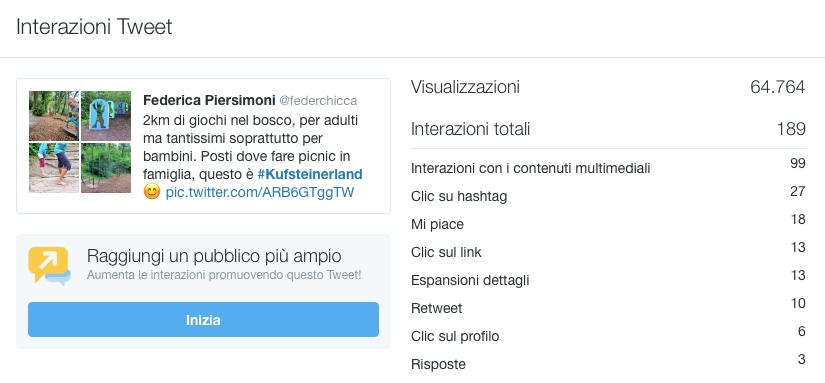 Interazioni Tweet
Federica Piersimoni @federchicca
2km di giochi nel bosco, per adulti
ma tantissimi soprattutto per
bambini. Posti dove fare picnic in
famiglia, questo è #Kufsteinerland
😊 pic.twitter.com/ARB6GTggTW
Raggiungi un pubblico più ampio
Aumenta le interazioni promuovendo questo Tweet!
Inizia
Visualizzazioni 64.764
Interazioni totali 189
Interazioni con i contenuti multimediali 99
Clic su hashtag 27
Mi piace 18
Clic sul link 13
Espansioni dettagli 13
Retweet 10
Clic sul profilo 6
Risposte 3